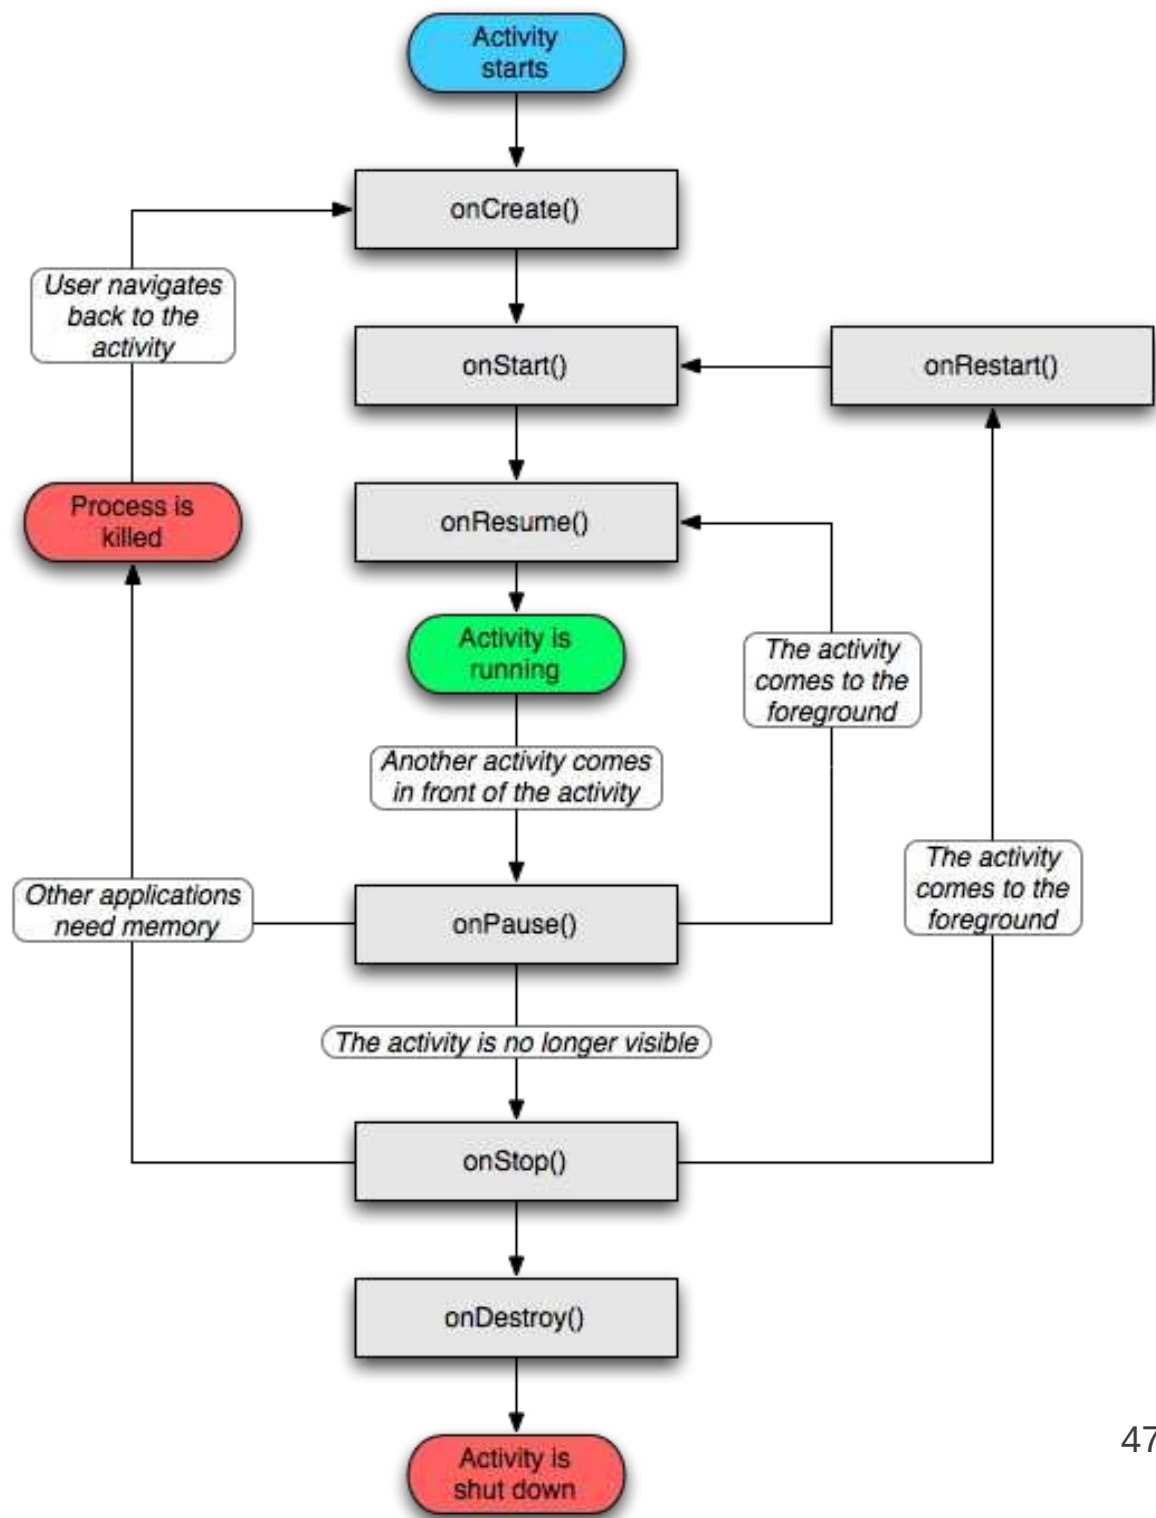 Activity
starts
onCreate()
User navigates
back to the
activity
onStart()
onRestart()
Process is
killed
onResume()
Activity is
running
The activity
comes to the
foreground
Another activity comes
in front of the activity
The activity
comes to the
foreground
Other applications
need memory
onPause()
The activity is no longer visible
onStop()
onDestroy()
Activity is
shut down
47